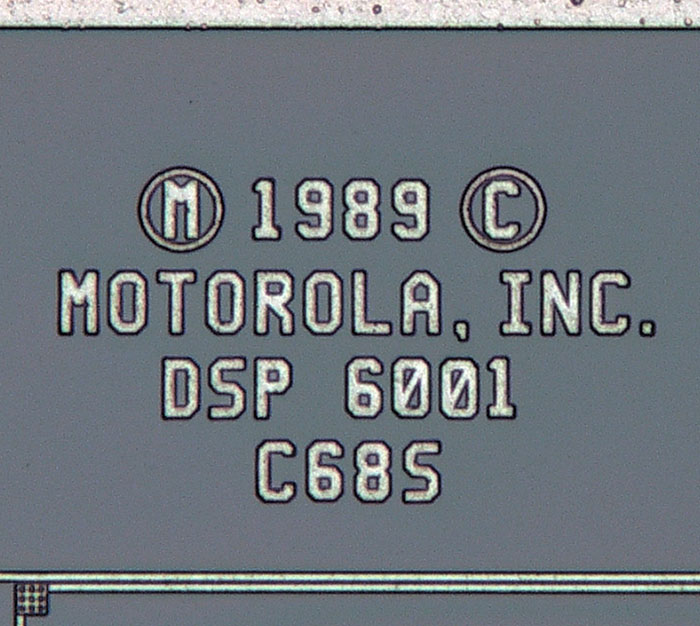 Ⓜ 1989 ©
MOTOROLA, INC.
DSP 6001
C68S